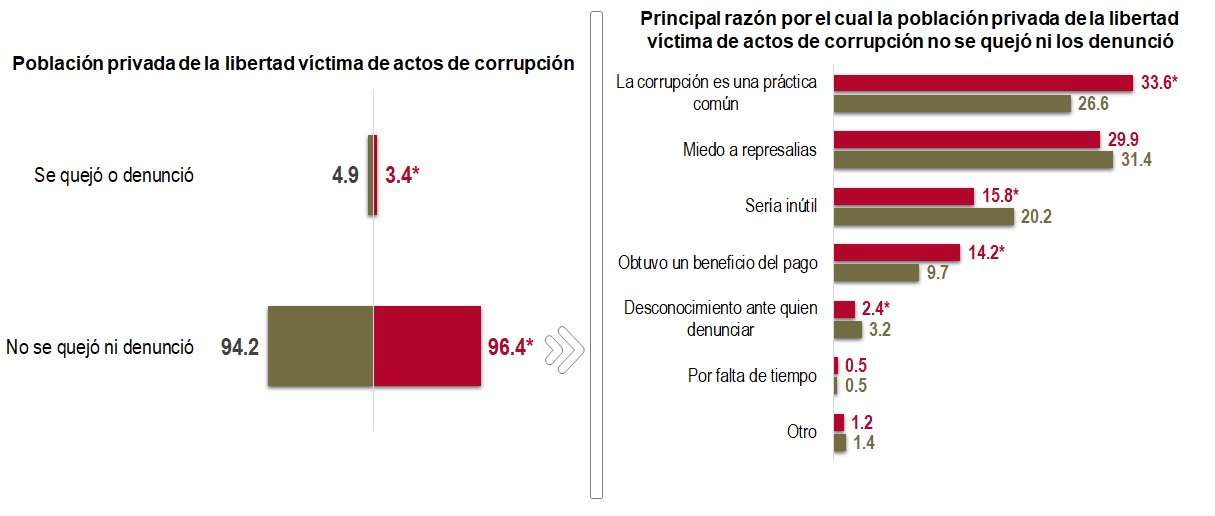 Población privada de la libertad víctima de actos de corrupción
Se quejó o denunció
4.9
3.4*
No se quejó ni denunció
94.2
96.4*
Principal razón por el cual la población privada de la libertad
víctima de actos de corrupción no se quejó ni los denunció
La corrupción es una práctica
común
33.6*
26.6
Miedo a represalias
29.9
31.4
Sería inútil
15.8*
20.2
Obtuvo un beneficio del pago
14.2*
9.7
Desconocimiento ante quien
denunciar
2.4*
3.2
Por falta de tiempo
0.5
0.5
Otro
1.2
1.4